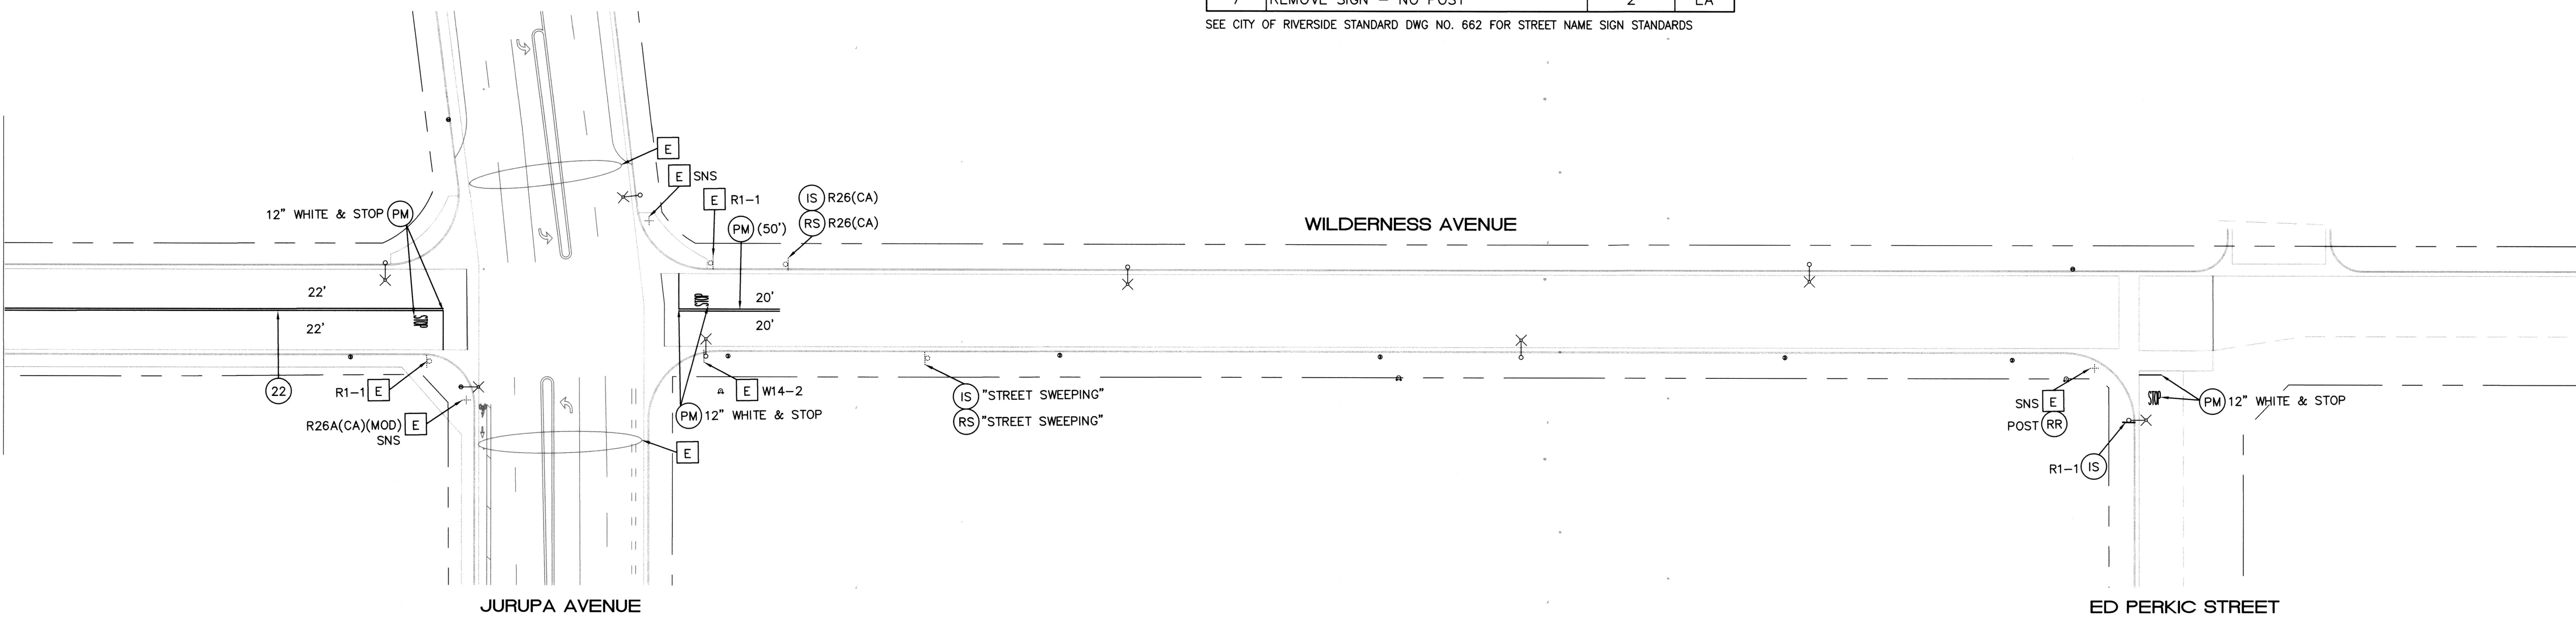 7 REMOVE SIGN – NO POST 2 EA
SEE CITY OF RIVERSIDE STANDARD DWG NO. 662 FOR STREET NAME SIGN STANDARDS
E
E SNS
12" WHITE & STOP PM
E R1-1
IS R26(CA)
RS R26(CA)
PM (50')
WILDERNESS AVENUE
22'
22'
STOP
STOP
20'
20'
22
R1-1 E
R26A(CA)(MOD) E
SNS
E W14-2
PM 12" WHITE & STOP
E
IS "STREET SWEEPING"
RS "STREET SWEEPING"
SNS E
POST RR
STOP
PM 12" WHITE & STOP
R1-1 IS
JURUPA AVENUE
ED PERKIC STREET